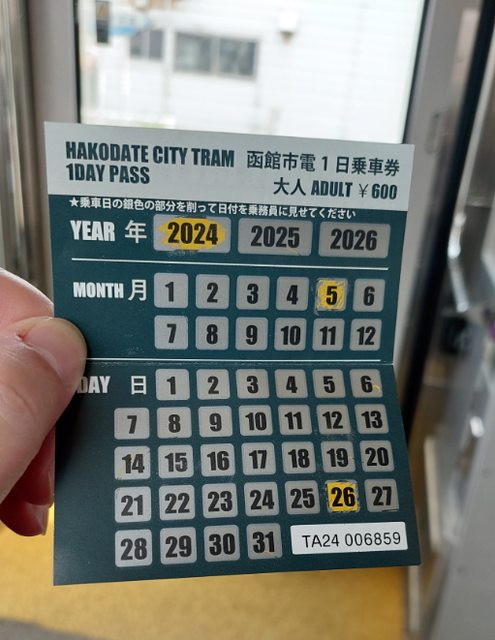 HAKODATE CITY TRAM 函館市電1日乗車券
1DAY PASS 大人 ADULT ¥600
★乗車日の銀色の部分を削って日付を乗務員に見せてください
YEAR 年 2024 2025 2026
MONTH 月 1 2 3 4 5 6
7 8 9 10 11 12
DAY 日 1 2 3 4 5 6
7 8 9 10 11 12 13
14 15 16 17 18 19 20
21 22 23 24 25 26 27
28 29 30 31 TA24 006859